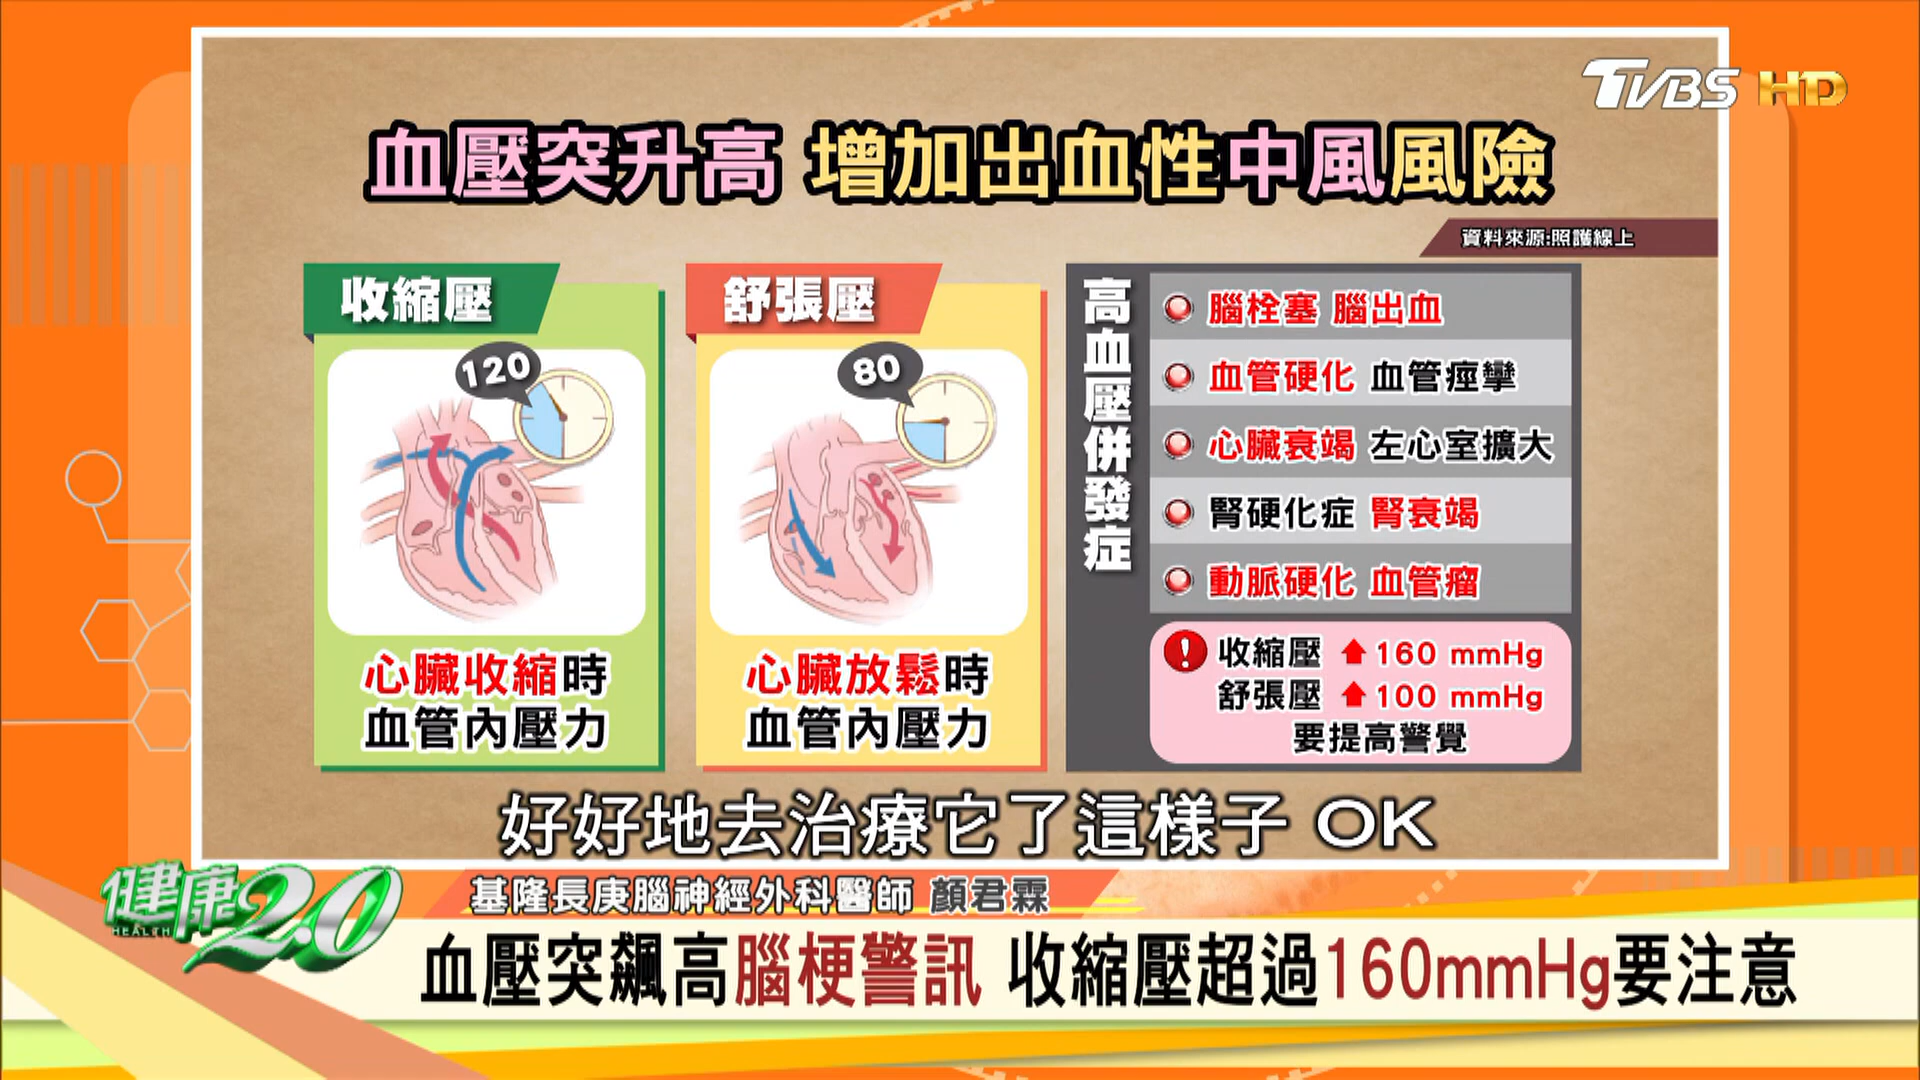 TVBS HD
血壓突升高 增加出血性中風風險
資料來源:照護線上
收縮壓
120
心臟收縮時
血管內壓力
舒張壓
80
心臟放鬆時
血管內壓力
高血壓併發症
腦栓塞 腦出血
血管硬化 血管痙攣
心臟衰竭 左心室擴大
腎硬化症 腎衰竭
動脈硬化 血管瘤
收縮壓 ↑ 160 mmHg
舒張壓 ↑ 100 mmHg
要提高警覺
好好地去治療它了這樣子 OK
健康2.0
HEALTH
基隆長庚腦神經外科醫師 顏君霖
血壓突飆高腦梗警訊 收縮壓超過160mmHg要注意